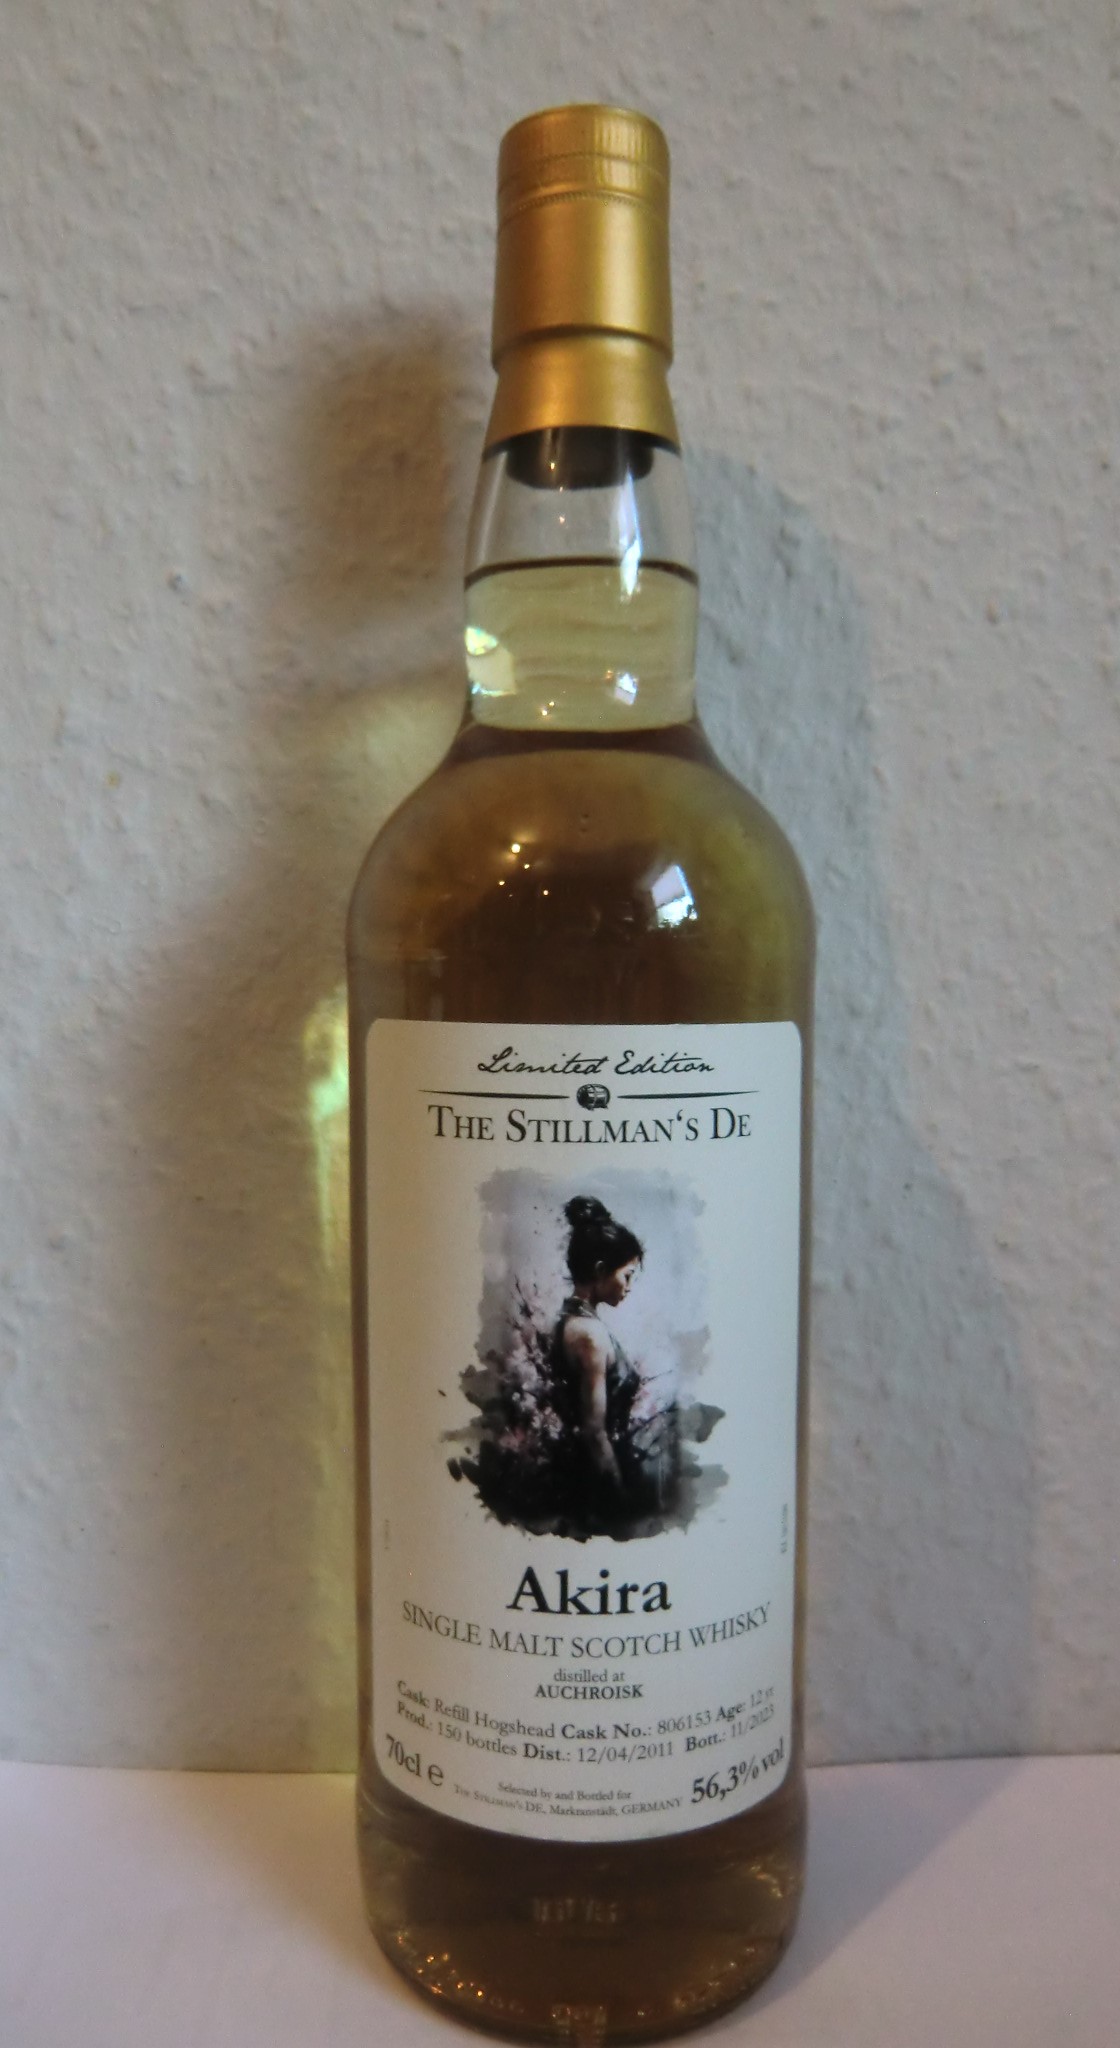 Limited Edition
THE STILLMAN‘S DE
Akira
SINGLE MALT SCOTCH WHISKY
distilled at
AUCHROISK
Cask: Refill Hogshead Cask No.: 806153 Age: 12 yr
Prod.: 150 bottles Dist.: 12/04/2011 Bott.: 11/2023
70cl e
Selected by and Bottled for
THE STILLMAN'S DE, Markranstädt, GERMANY
56,3% vol